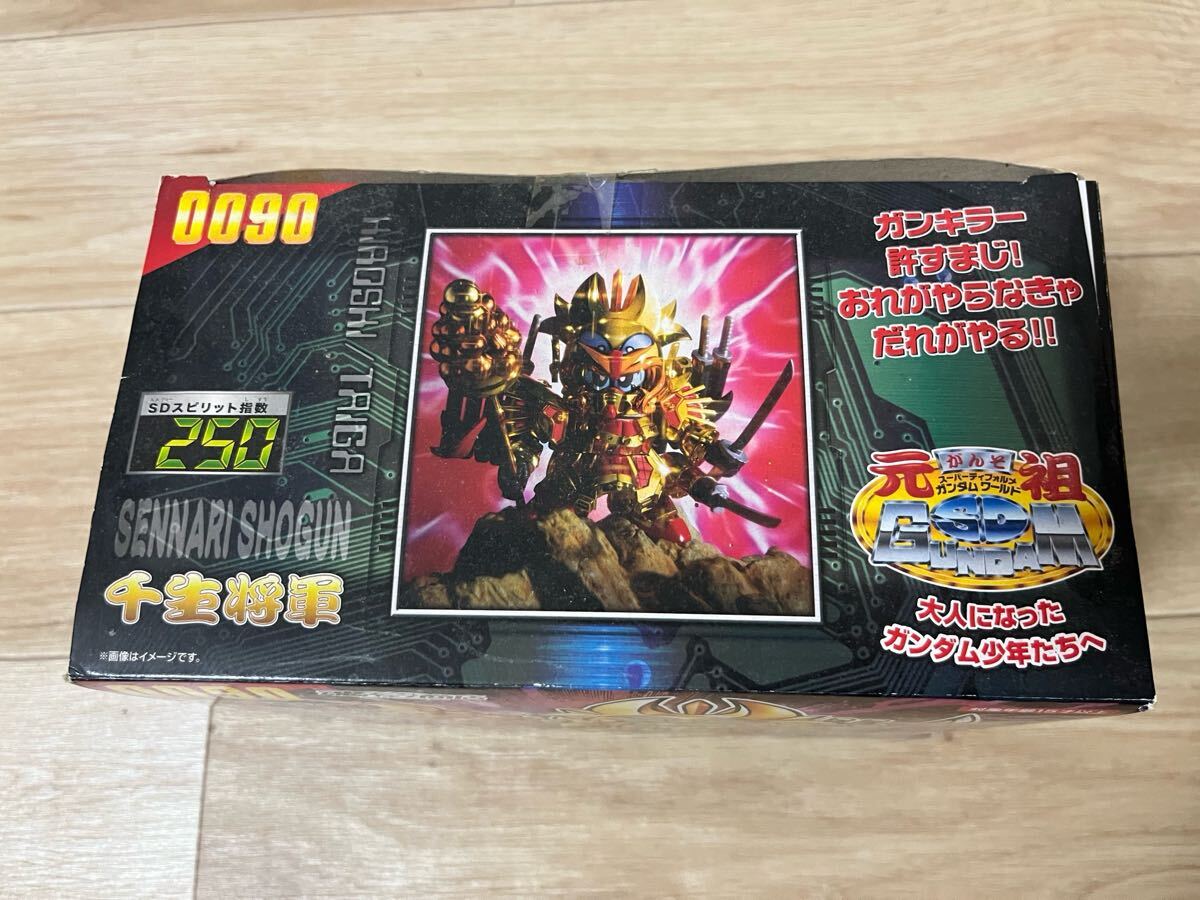 0090
HIROSHI / TAIGA
SDスピリット指数
250
SENNARI SHOGUN
千生将軍
※画像はイメージです。
ガンキラー
許すまじ!
おれがやらなきゃ
だれがやる!!
元祖
がんそ
スーパーディフォルメ
ガンダムワールド
SD
GUNDAM
大人になった
ガンダム少年たちへ
0090